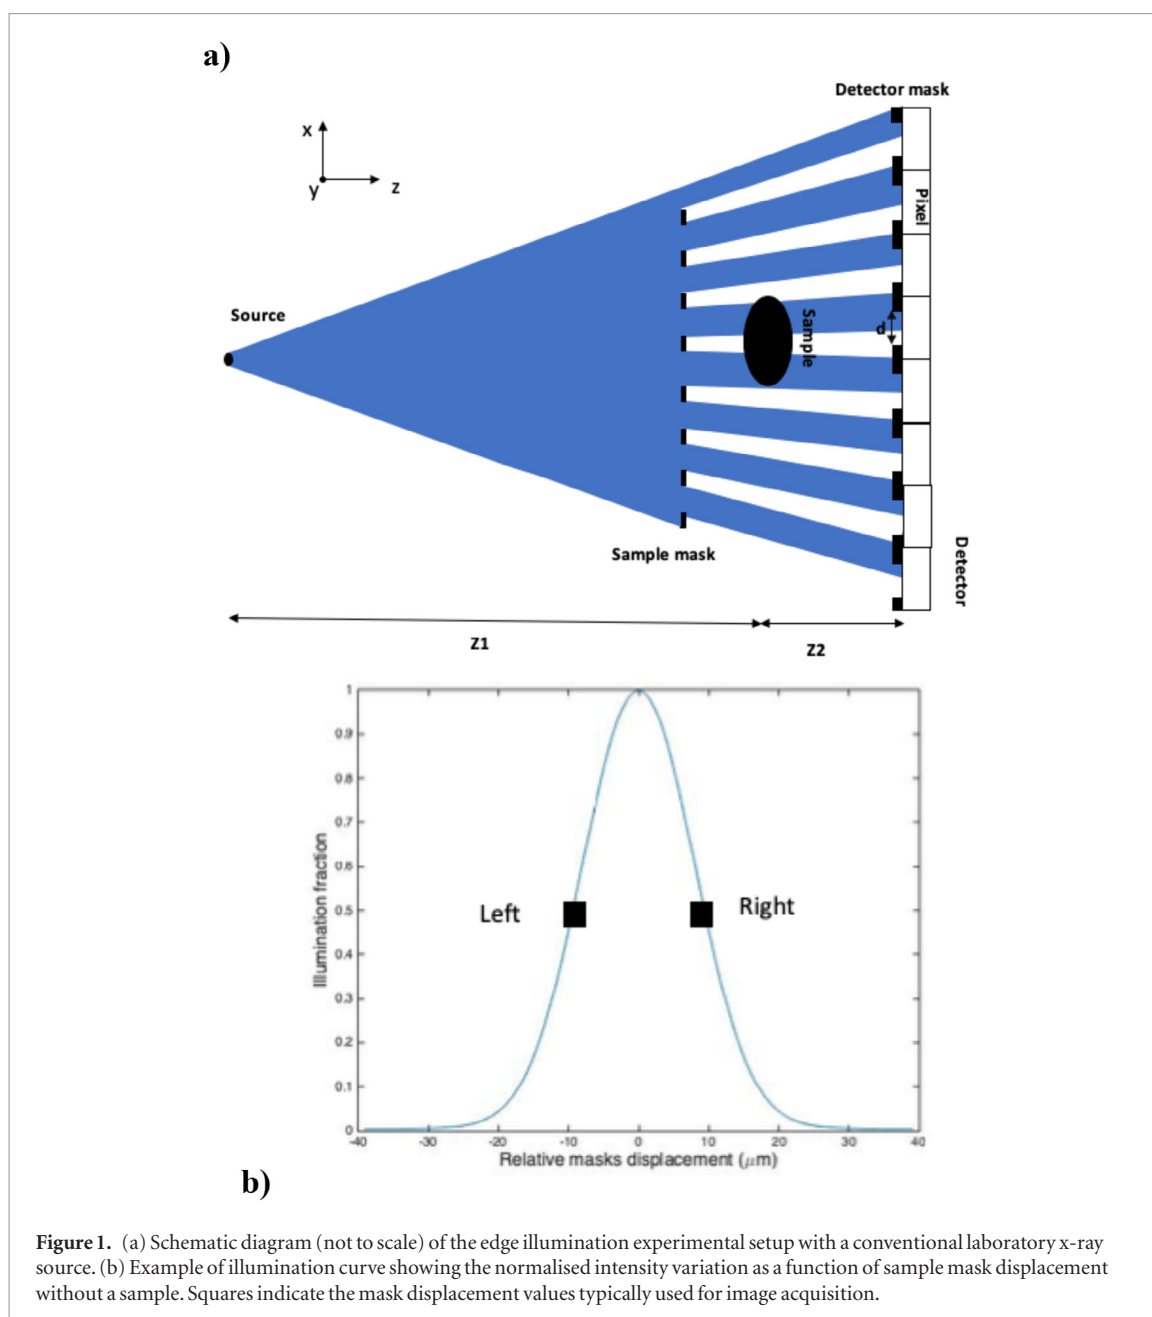 a)
Detector mask
x
y
z
Pixel
Source
Sample
d
Sample mask
Detector
Z1
Z2
1
0.9
0.8
0.7
0.6
0.5
0.4
0.3
0.2
0.1
0
Illumination fraction
Left
Right
-40 -30 -20 -10 0 10 20 30 40
Relative masks displacement (μm)
b)
Figure 1. (a) Schematic diagram (not to scale) of the edge illumination experimental setup with a conventional laboratory x-ray
source. (b) Example of illumination curve showing the normalised intensity variation as a function of sample mask displacement
without a sample. Squares indicate the mask displacement values typically used for image acquisition.